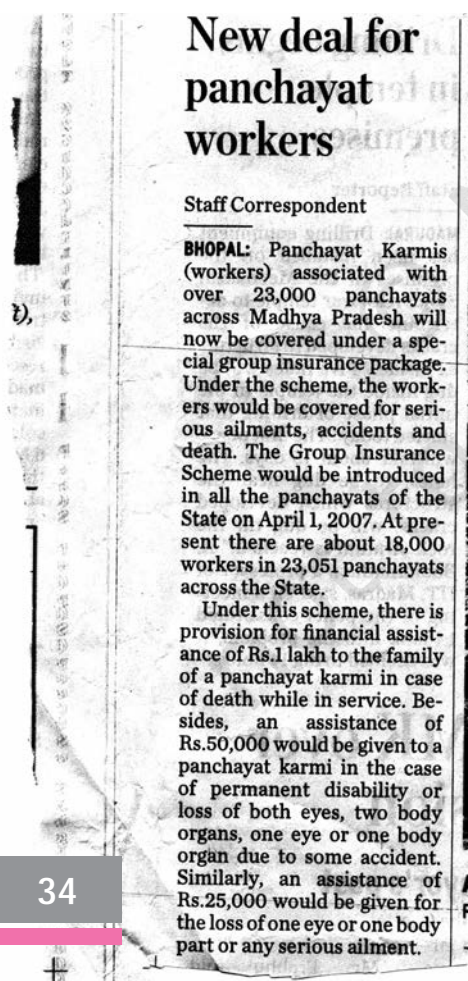 New deal for
panchayat
workers
Staff Correspondent
BHOPAL: Panchayat Karmis
(workers) associated with
over 23,000 panchayats
across Madhya Pradesh will
now be covered under a spe-
cial group insurance package.
Under the scheme, the work-
ers would be covered for seri-
ous ailments, accidents and
death. The Group Insurance
Scheme would be introduced
in all the panchayats of the
State on April 1, 2007. At pre-
sent there are about 18,000
workers in 23,051 panchayats
across the State.
Under this scheme, there is
provision for financial assist-
ance of Rs.1 lakh to the family
of a panchayat karmi in case
of death while in service. Be-
sides, an assistance of
Rs.50,000 would be given to a
panchayat karmi in the case
of permanent disability or
loss of both eyes, two body
organs, one eye or one body
organ due to some accident.
Similarly, an assistance of
Rs.25,000 would be given for
the loss of one eye or one body
part or any serious ailment.
34